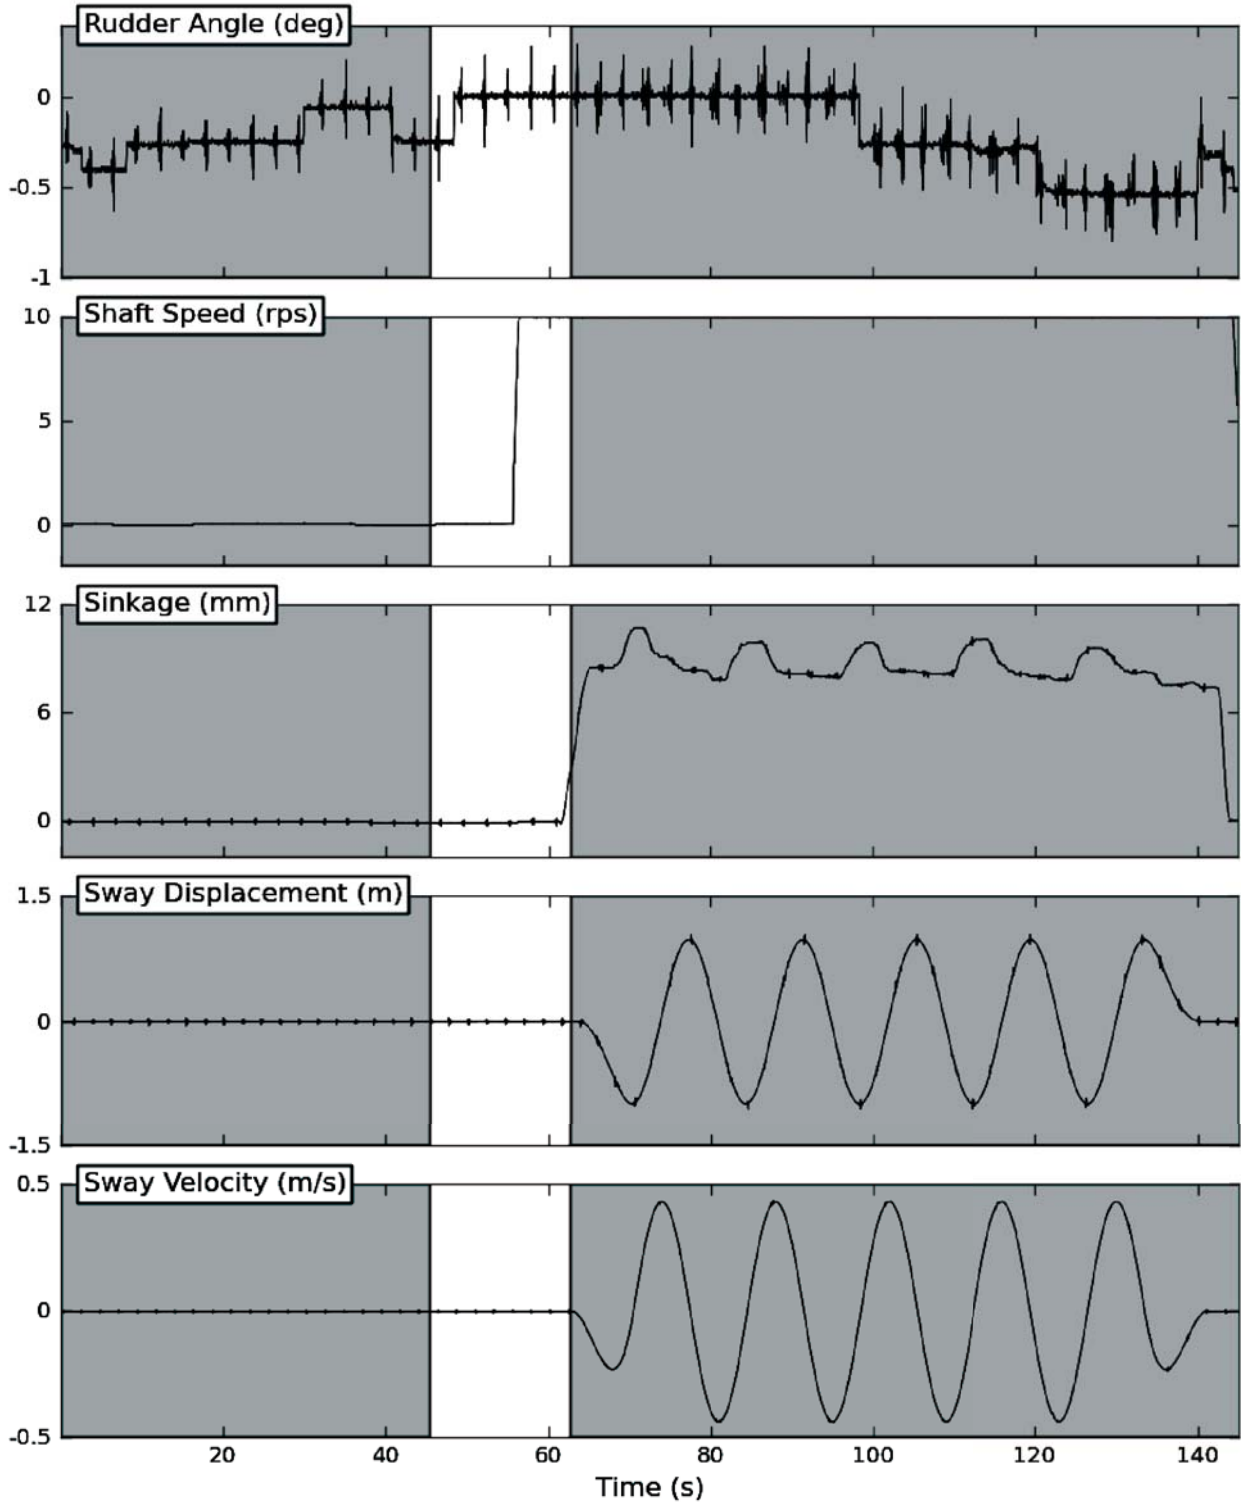 Rudder Angle (deg)
0
-0.5
-1
Shaft Speed (rps)
10
5
0
Sinkage (mm)
12
6
0
Sway Displacement (m)
1.5
0
-1.5
Sway Velocity (m/s)
0.5
0
-0.5
20 40 60 80 100 120 140
Time (s)